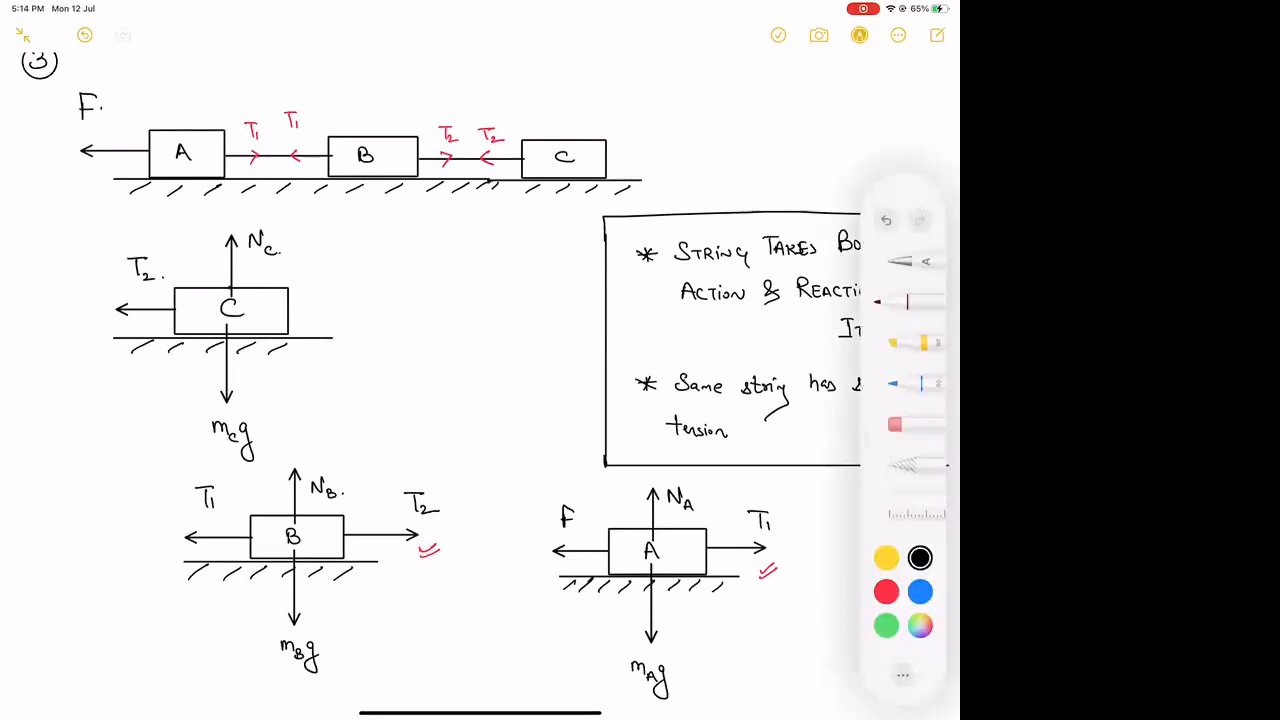 5:14 PM Mon 12 Jul
65%
3
F.
T1 T1 T2 T2
A B C
Nc.
T2.
C
mcg
* STRING TAKES BO
ACTION & REACTI
* Same string has s
tension
T1 NB. T2
B
mBg
F NA T1
A
mAg